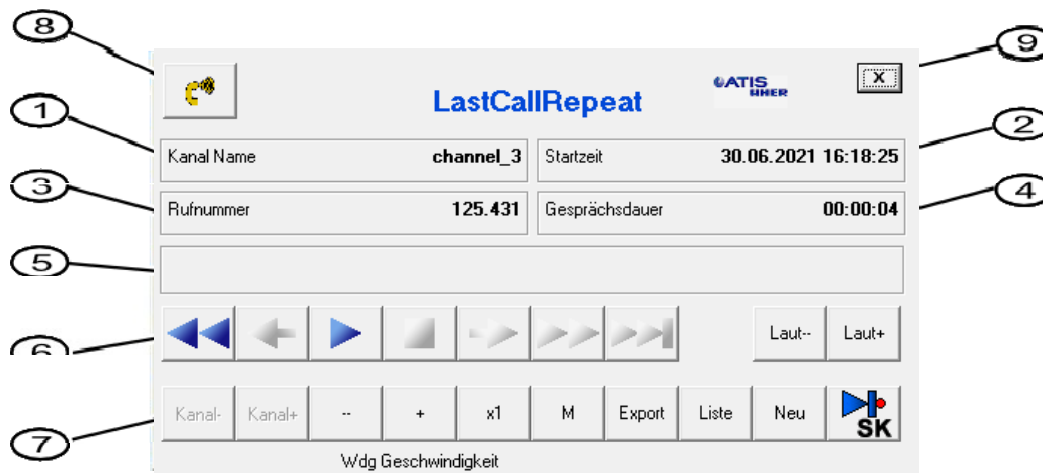 8
9
X
ATIS
UHER
LastCallRepeat
1
2
Kanal Name channel_3 Startzeit 30.06.2021 16:18:25
3
4
Rufnummer 125.431 Gesprächsdauer 00:00:04
5
6
Laut-- Laut+
7
Kanal- Kanal+ -- + x1 M Export Liste Neu SK
Wdg Geschwindigkeit